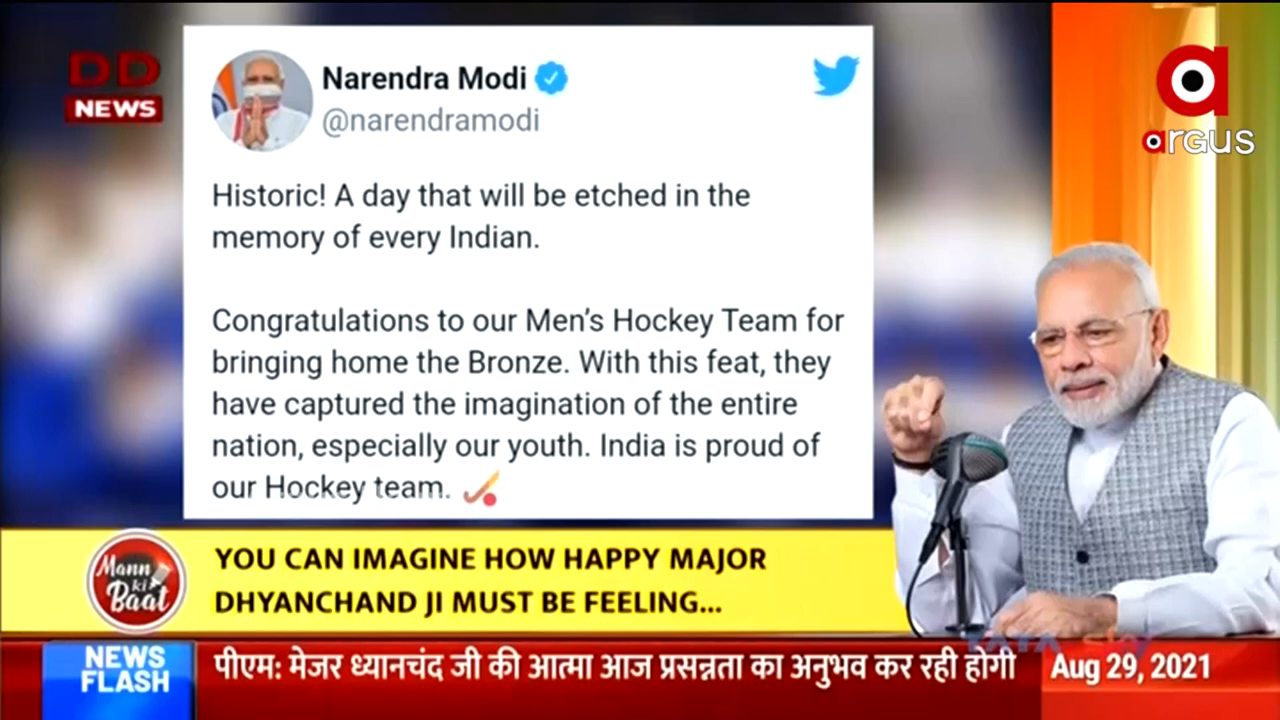 DD
NEWS
Narendra Modi
@narendramodi
Historic! A day that will be etched in the
memory of every Indian.
Congratulations to our Men's Hockey Team for
bringing home the Bronze. With this feat, they
have captured the imagination of the entire
nation, especially our youth. India is proud of
our Hockey team.
argus
Mann
ki
Baat
YOU CAN IMAGINE HOW HAPPY MAJOR
DHYANCHAND JI MUST BE FEELING...
TATA sky
NEWS
FLASH
पीएम: मेजर ध्यानचंद जी की आत्मा आज प्रसन्नता का अनुभव कर रही होगी
Aug 29, 2021